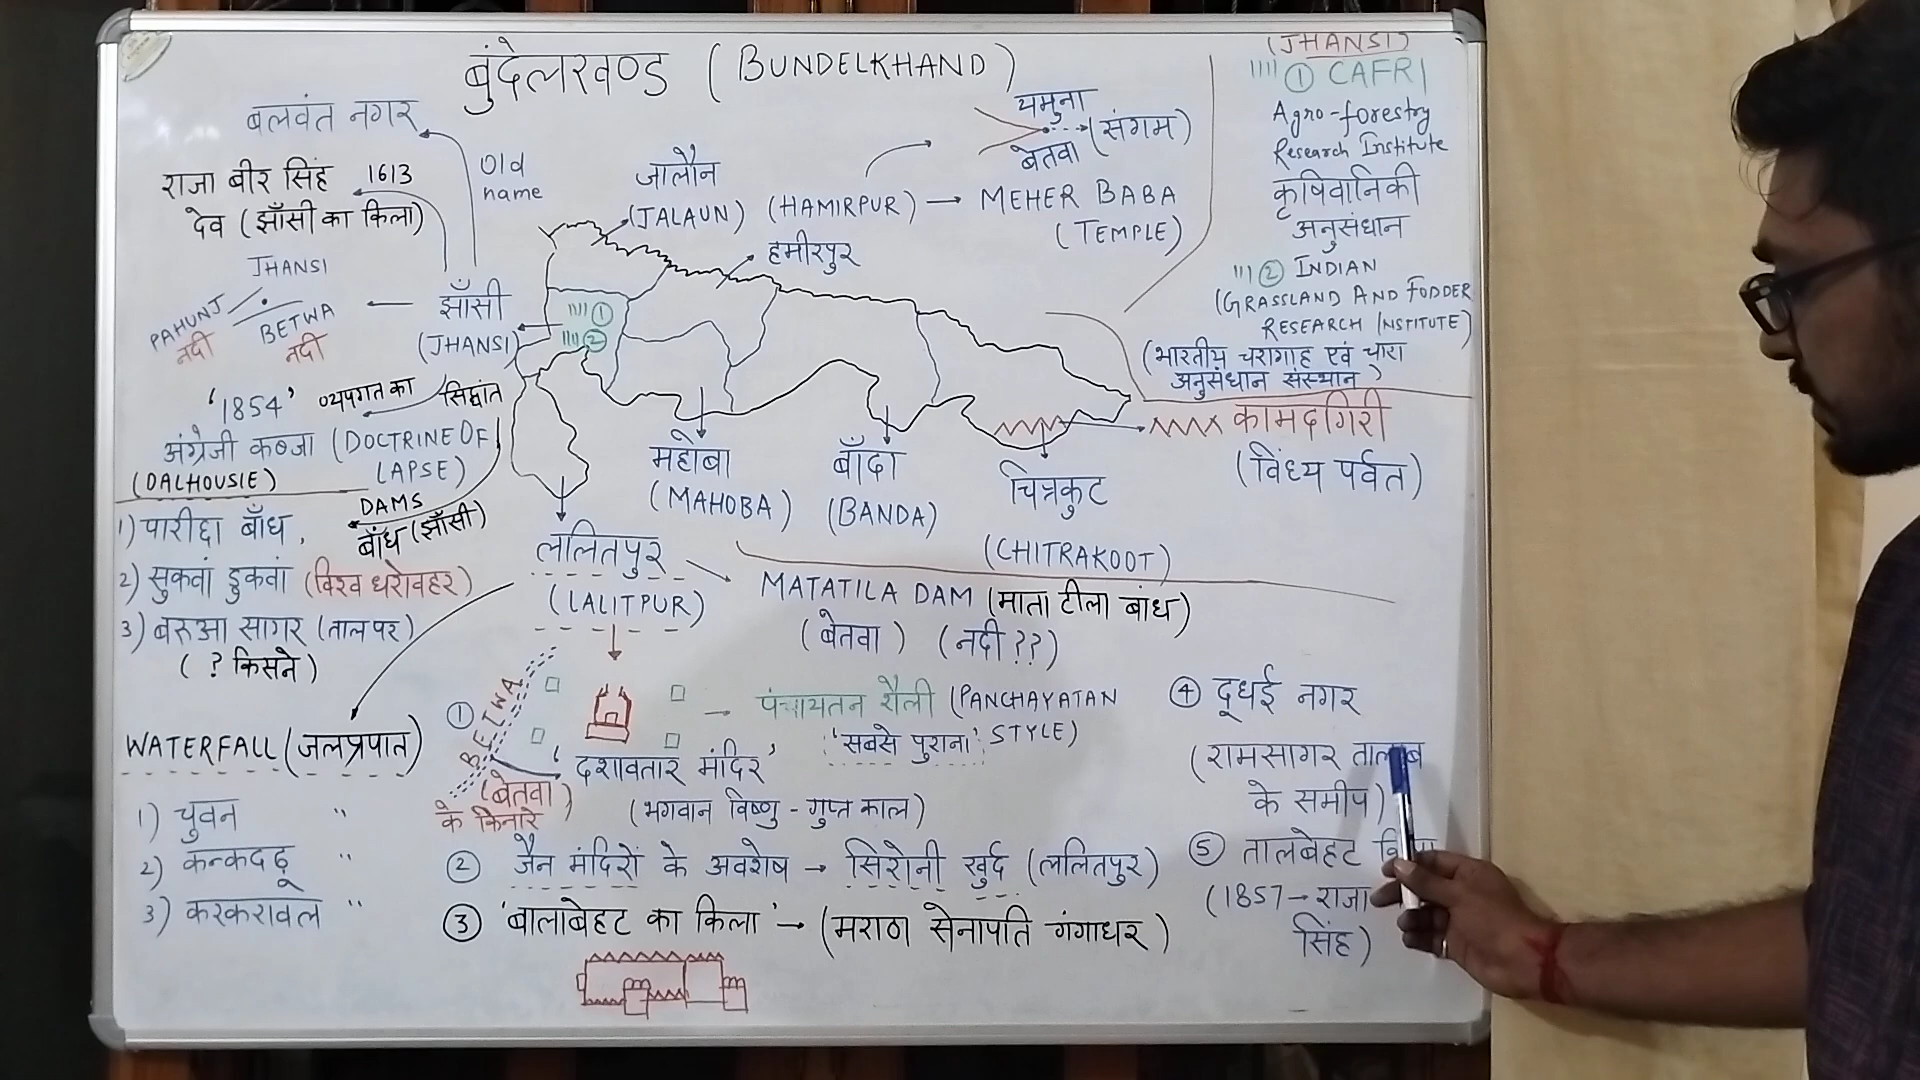 बुंदेलखण्ड (BUNDELKHAND)
बलवंत नगर
old
name
राजा बीर सिंह 1613
देव (झाँसी का किला)
JHANSI
PAHUNJ
नदी
BETWA
नदी
झाँसी
(JHANSI)
जालौन
(JALAUN)
(HAMIRPUR) → MEHER BABA
(TEMPLE)
हमीरपुर
यमुना
(संगम)
बेतवा
①
②
(JHANSI)
① CAFRI
Agro-forestry
Research Institute
कृषिवानिकी
अनुसंधान
② INDIAN
(GRASSLAND AND FODDER
RESEARCH INSTITUTE)
(भारतीय चरागाह एवं चारा
अनुसंधान संस्थान)
कामदगिरी
(विंध्य पर्वत)
'1854' व्यपगत का सिद्धांत
अंग्रेजी कब्जा (DOCTRINE OF
LAPSE)
(DALHOUSIE)
DAMS
बाँध (झाँसी)
1) पारीछा बाँध,
2) सुकवां डुकवां (विश्व धरोवहर)
3) बरुआ सागर (ताल पर)
(? किसने)
महोबा
(MAHOBA)
बाँदा
(BANDA)
चित्रकुट
(CHITRAKOOT)
ललितपुर
(LALITPUR)
MATATILA DAM (माता टीला बांध)
(बेतवा) (नदी ??)
WATERFALL (जलप्रपात)
1) चुवन "
2) कन्कदढ़ "
3) करकरावल "
①
BETWA
(बेतवा)
के किनारे
पंचायतन शैली (PANCHAYATAN
STYLE)
'सबसे पुराना'
'दशावतार मंदिर'
(भगवान विष्णु - गुप्त काल)
② जैन मंदिरों के अवशेष → सिरोनी खुर्द (ललितपुर)
③ 'बालाबेहट का किला' → (मराठा सेनापति गंगाधर)
④ दूधई नगर
(रामसागर तालाब
के समीप)
⑤ तालबेहट
(1857 → राजा
सिंह)